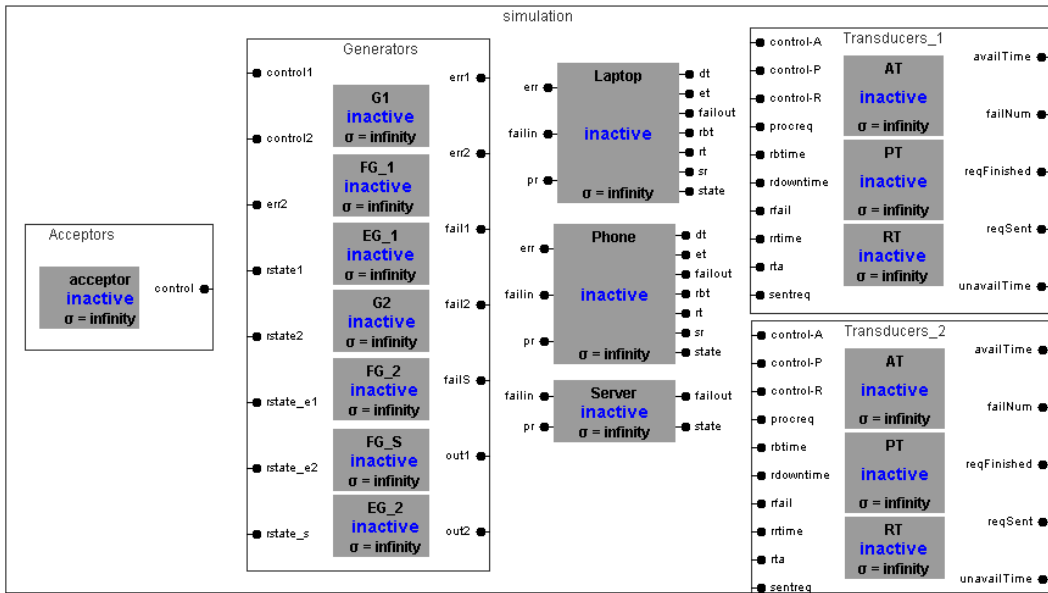 simulation
Acceptors
acceptor
inactive
σ = infinity
control
Generators
control1
control2
err2
rstate1
rstate2
rstate_e1
rstate_e2
rstate_s
G1
inactive
σ = infinity
FG_1
inactive
σ = infinity
EG_1
inactive
σ = infinity
G2
inactive
σ = infinity
FG_2
inactive
σ = infinity
FG_S
inactive
σ = infinity
EG_2
inactive
σ = infinity
err1
err2
fail1
fail2
failS
out1
out2
err
failin
pr
Laptop
inactive
σ = infinity
dt
et
failout
rbt
rt
sr
state
err
failin
pr
Phone
inactive
σ = infinity
dt
et
failout
rbt
rt
sr
state
failin
pr
Server
inactive
σ = infinity
failout
state
Transducers_1
control-A
control-P
control-R
procreq
rbtime
rdowntime
rfail
rrtime
rta
sentreq
AT
inactive
σ = infinity
PT
inactive
σ = infinity
RT
inactive
σ = infinity
availTime
failNum
reqFinished
reqSent
unavailTime
Transducers_2
control-A
control-P
control-R
procreq
rbtime
rdowntime
rfail
rrtime
rta
sentreq
AT
inactive
σ = infinity
PT
inactive
σ = infinity
RT
inactive
σ = infinity
availTime
failNum
reqFinished
reqSent
unavailTime